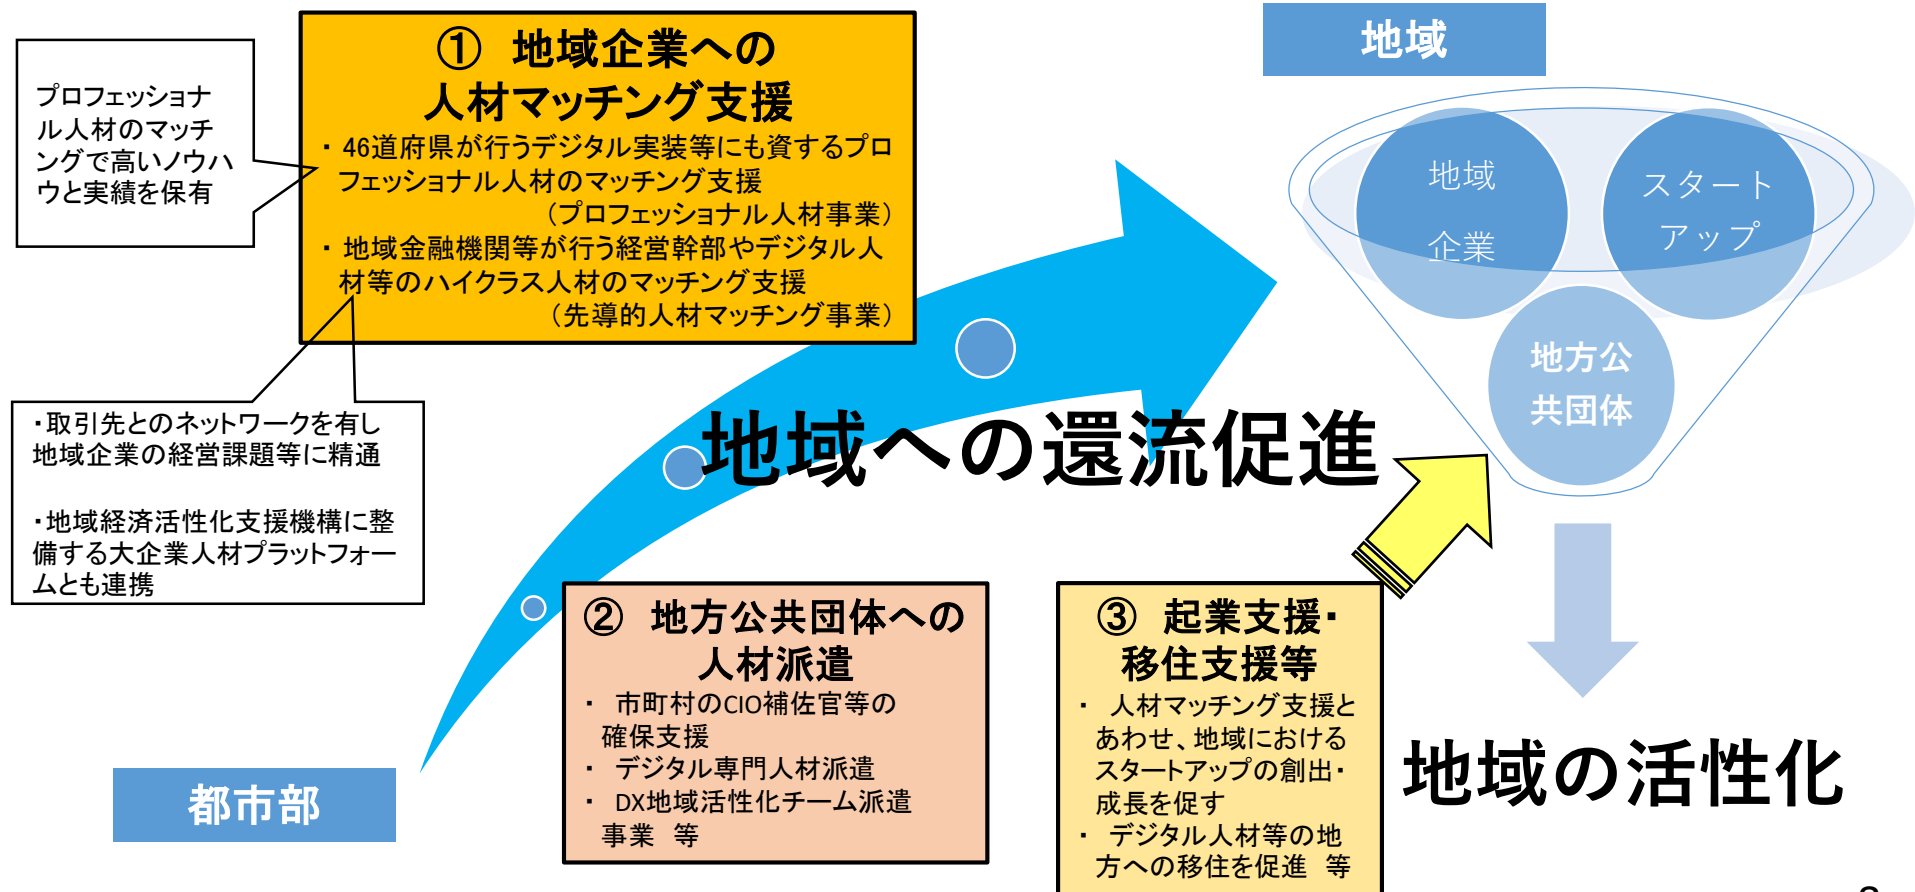 プロフェッショナ
ル人材のマッチ
ングで高いノウハ
ウと実績を保有
① 地域企業への
人材マッチング支援
・ 46道府県が行うデジタル実装等にも資するプロ
フェッショナル人材のマッチング支援
（プロフェッショナル人材事業）
・ 地域金融機関等が行う経営幹部やデジタル人
材等のハイクラス人材のマッチング支援
（先導的人材マッチング事業）
・取引先とのネットワークを有し
地域企業の経営課題等に精通
・地域経済活性化支援機構に整
備する大企業人材プラットフォー
ムとも連携
地域
地域
企業
スタート
アップ
地方公
共団体
地域への還流促進
② 地方公共団体への
人材派遣
・ 市町村のCIO補佐官等の
確保支援
・ デジタル専門人材派遣
・ DX地域活性化チーム派遣
事業 等
③ 起業支援・
移住支援等
・ 人材マッチング支援と
あわせ、地域における
スタートアップの創出・
成長を促す
・ デジタル人材等の地
方への移住を促進 等
都市部
地域の活性化